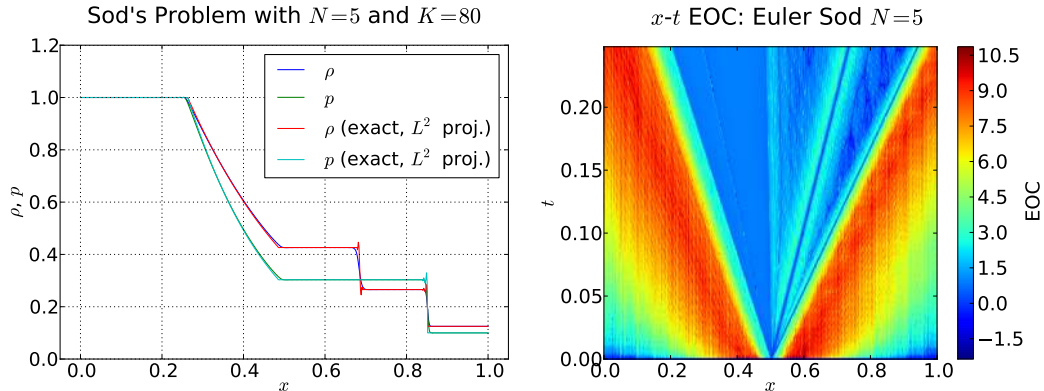 Sod's Problem with N=5 and K=80
1.2
1.0
0.8
0.6
0.4
0.2
0.0
ρ, p
0.0 0.2 0.4 0.6 0.8 1.0
x
ρ
p
ρ (exact, L² proj.)
p (exact, L² proj.)
x-t EOC: Euler Sod N=5
0.20
0.15
0.10
0.05
0.00
t
0.0 0.2 0.4 0.6 0.8 1.0
x
10.5
9.0
7.5
6.0
4.5
3.0
1.5
0.0
−1.5
EOC